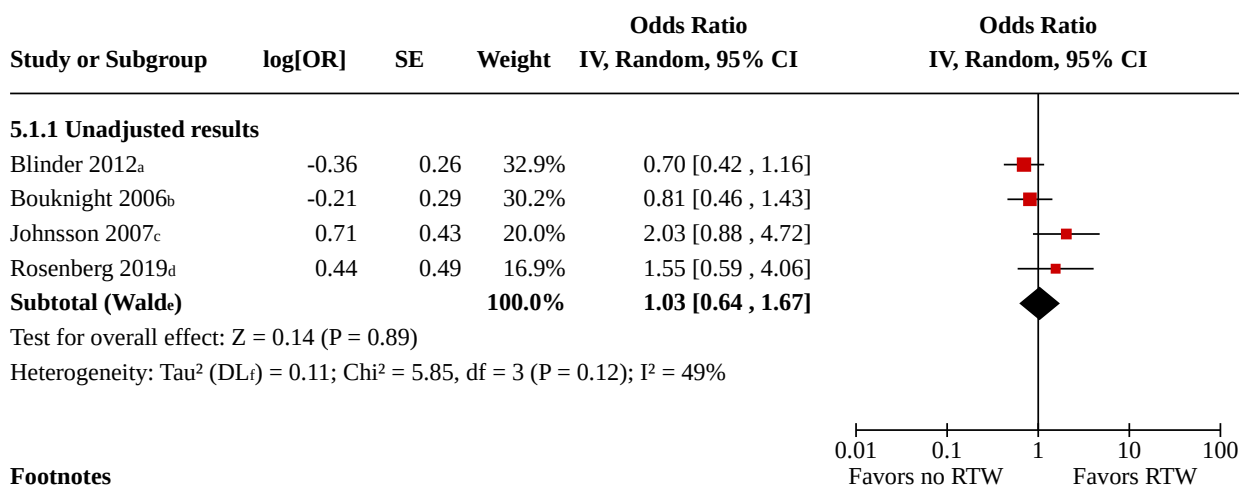 Odds Ratio Odds Ratio
Study or Subgroup log[OR] SE Weight IV, Random, 95% CI IV, Random, 95% CI
5.1.1 Unadjusted results
Blinder 2012a -0.36 0.26 32.9% 0.70 [0.42 , 1.16]
Bouknight 2006b -0.21 0.29 30.2% 0.81 [0.46 , 1.43]
Johnsson 2007c 0.71 0.43 20.0% 2.03 [0.88 , 4.72]
Rosenberg 2019d 0.44 0.49 16.9% 1.55 [0.59 , 4.06]
Subtotal (Walde) 100.0% 1.03 [0.64 , 1.67]
Test for overall effect: Z = 0.14 (P = 0.89)
Heterogeneity: Tau² (DLf) = 0.11; Chi² = 5.85, df = 3 (P = 0.12); I² = 49%
0.01 0.1 1 10 100
Favors no RTW Favors RTW
Footnotes